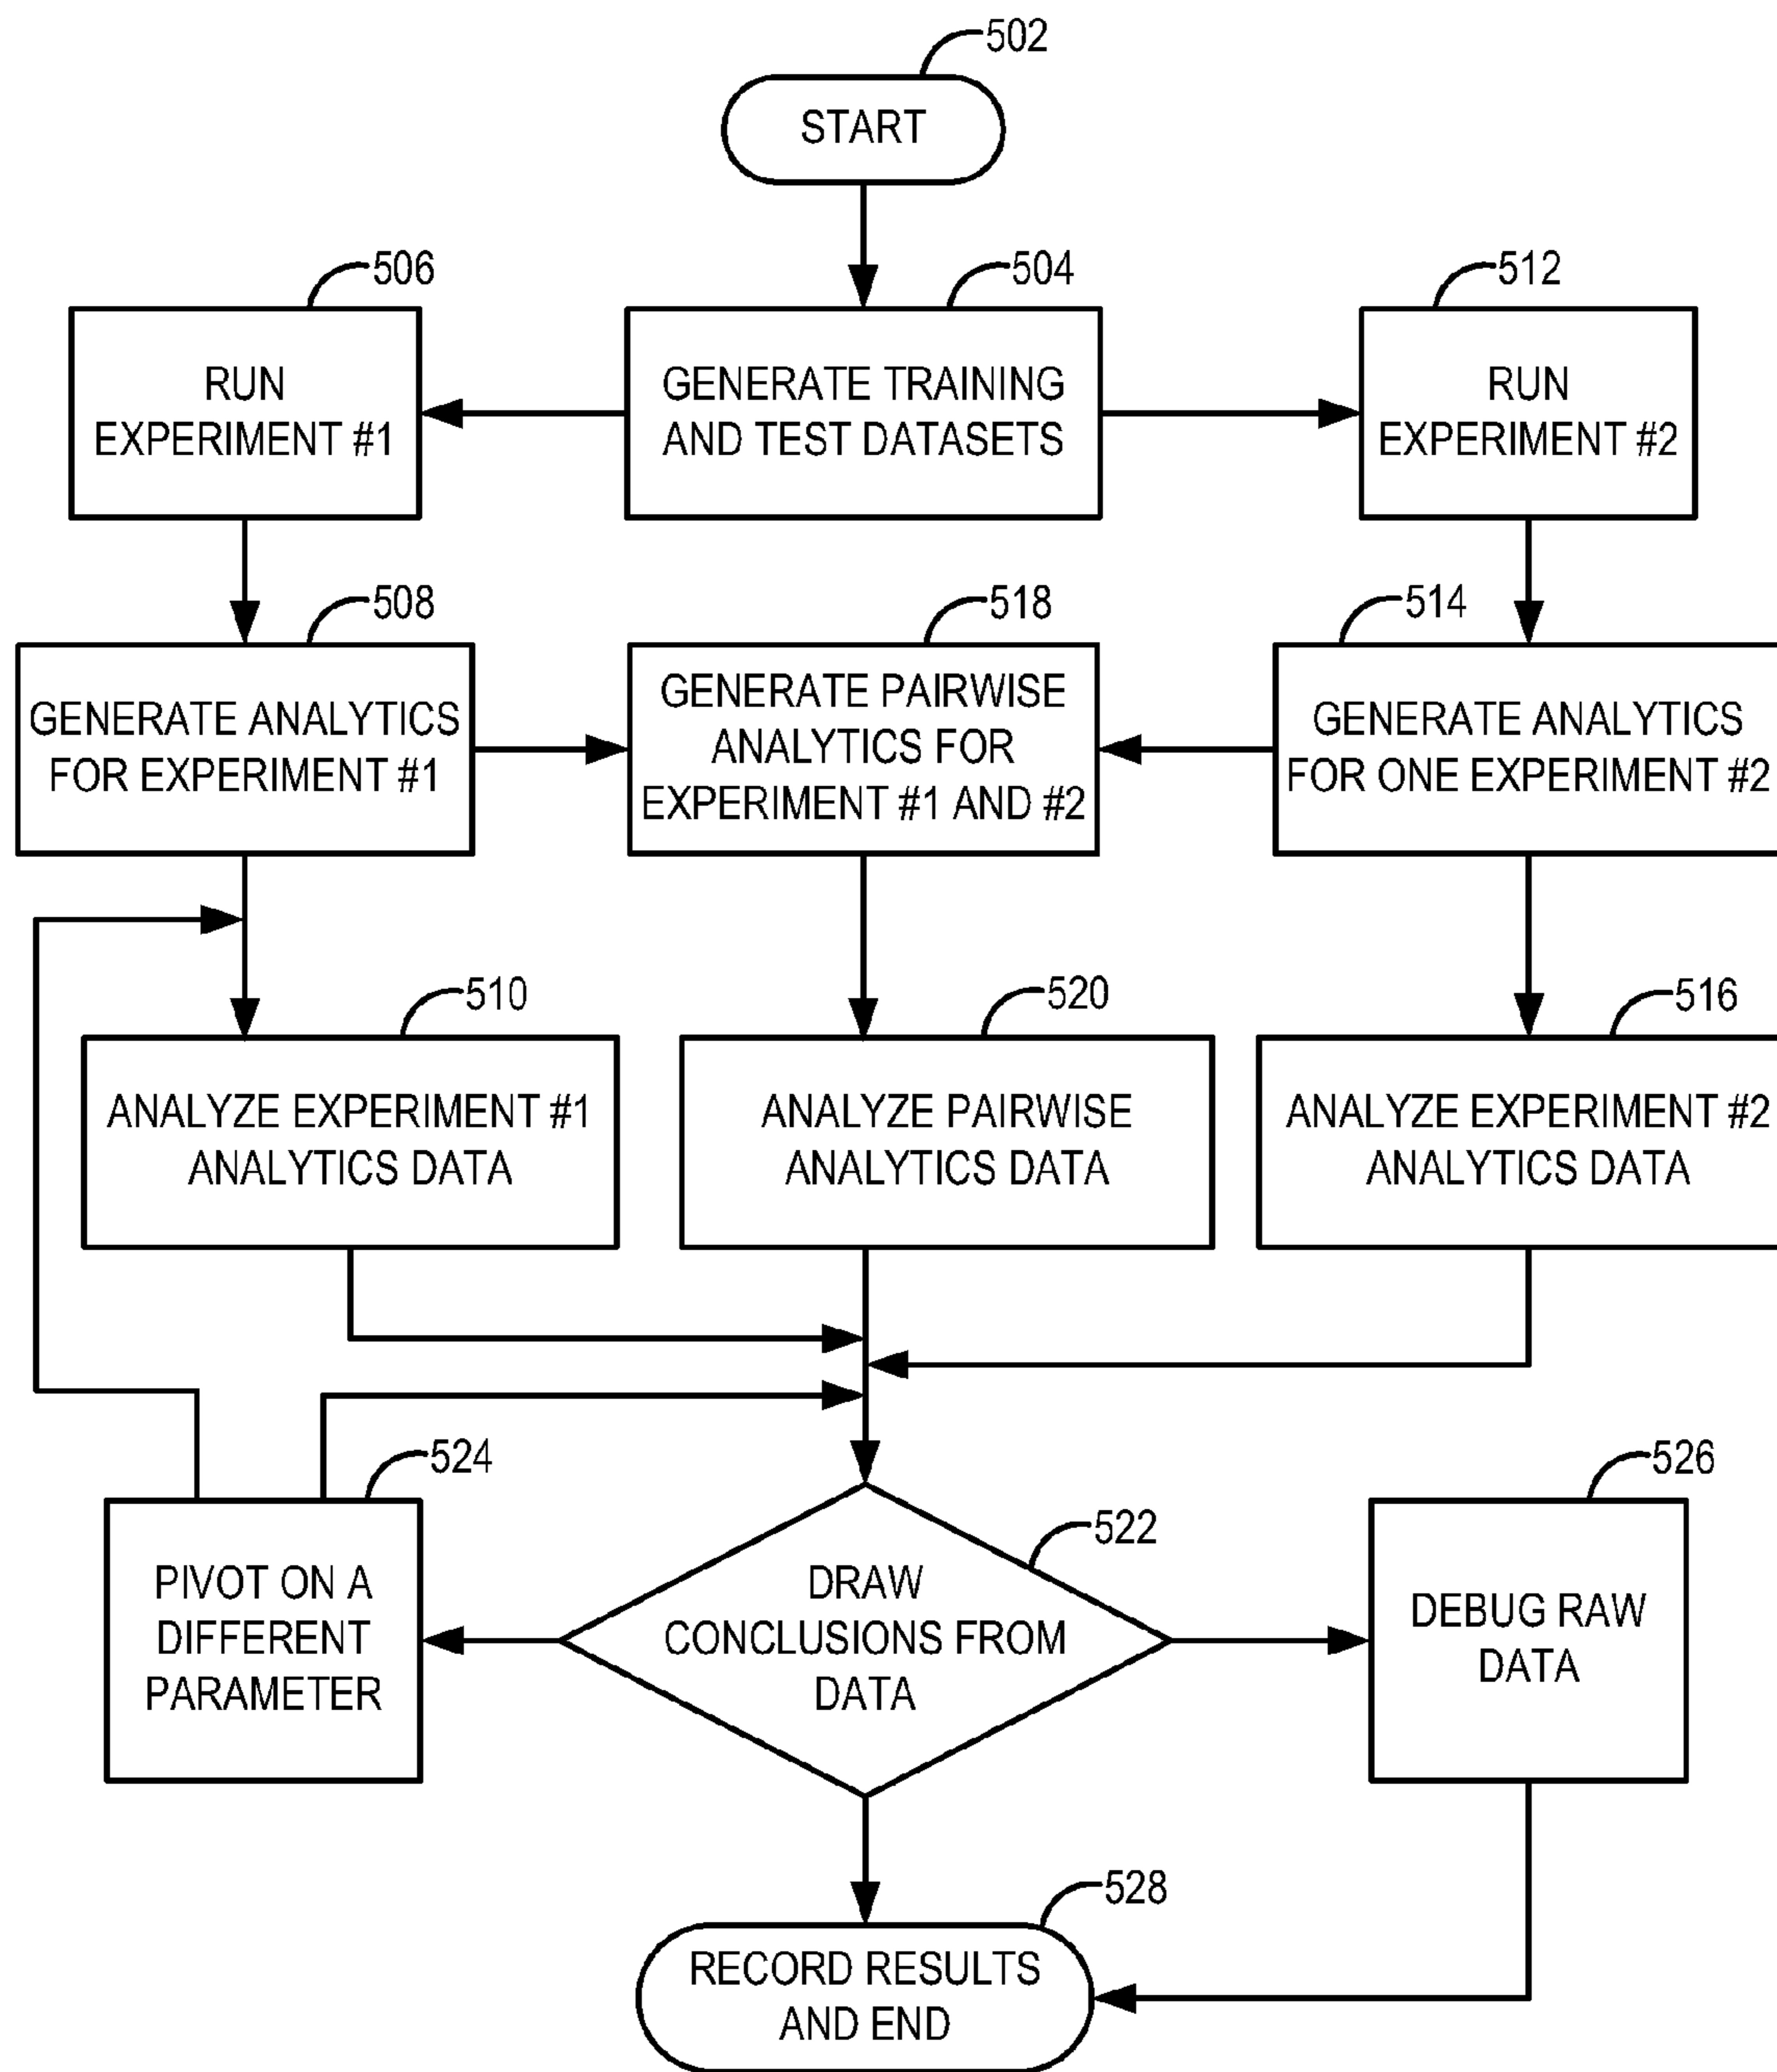 502
START
506
504
512
RUN
EXPERIMENT #1
GENERATE TRAINING
AND TEST DATASETS
RUN
EXPERIMENT #2
508
518
514
GENERATE ANALYTICS
FOR EXPERIMENT #1
GENERATE PAIRWISE
ANALYTICS FOR
EXPERIMENT #1 AND #2
GENERATE ANALYTICS
FOR ONE EXPERIMENT #2
510
520
516
ANALYZE EXPERIMENT #1
ANALYTICS DATA
ANALYZE PAIRWISE
ANALYTICS DATA
ANALYZE EXPERIMENT #2
ANALYTICS DATA
524
522
526
PIVOT ON A
DIFFERENT
PARAMETER
DRAW
CONCLUSIONS FROM
DATA
DEBUG RAW
DATA
528
RECORD RESULTS
AND END